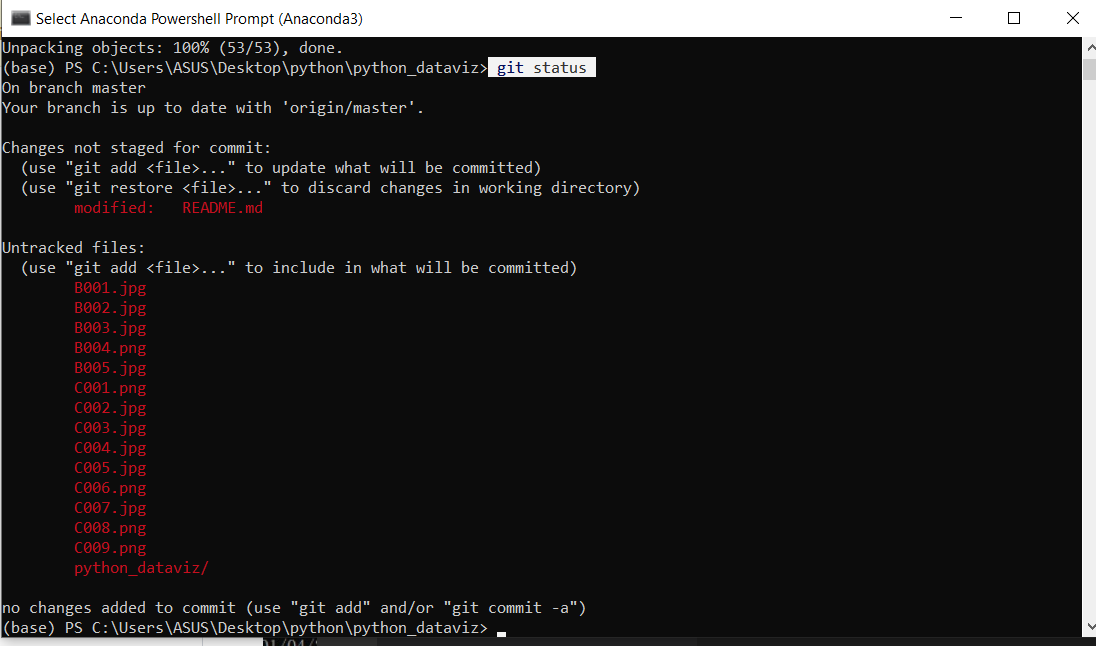 Select Anaconda Powershell Prompt (Anaconda3)
Unpacking objects: 100% (53/53), done.
(base) PS C:\Users\ASUS\Desktop\python\python_dataviz> git status
On branch master
Your branch is up to date with 'origin/master'.
Changes not staged for commit:
(use "git add <file>..." to update what will be committed)
(use "git restore <file>..." to discard changes in working directory)
modified: README.md
Untracked files:
(use "git add <file>..." to include in what will be committed)
B001.jpg
B002.jpg
B003.jpg
B004.png
B005.jpg
C001.png
C002.jpg
C003.jpg
C004.jpg
C005.jpg
C006.png
C007.jpg
C008.png
C009.png
python_dataviz/
no changes added to commit (use "git add" and/or "git commit -a")
(base) PS C:\Users\ASUS\Desktop\python\python_dataviz>